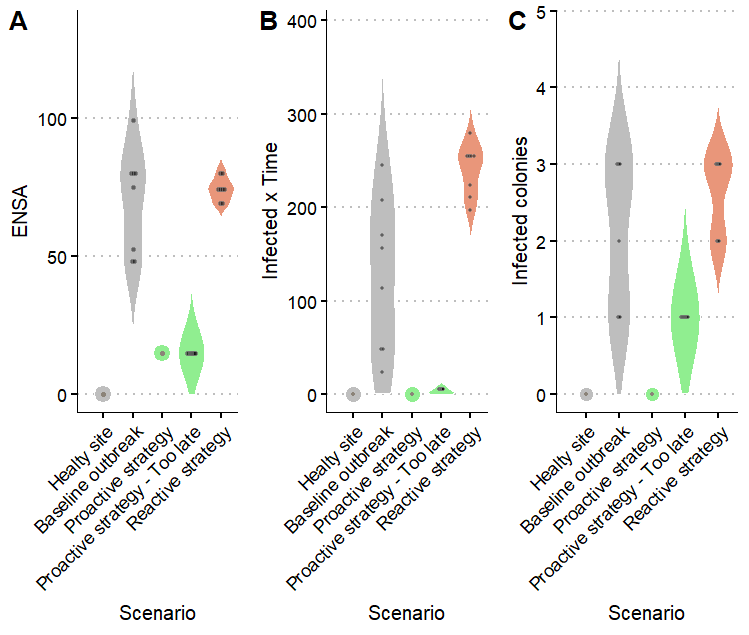 A
ENSA
100
50
0
Healty site
Baseline outbreak
Proactive strategy
Proactive strategy - Too late
Reactive strategy
Scenario
B
Infected x Time
400
300
200
100
0
Healty site
Baseline outbreak
Proactive strategy
Proactive strategy - Too late
Reactive strategy
Scenario
C
Infected colonies
5
4
3
2
1
0
Healty site
Baseline outbreak
Proactive strategy
Proactive strategy - Too late
Reactive strategy
Scenario